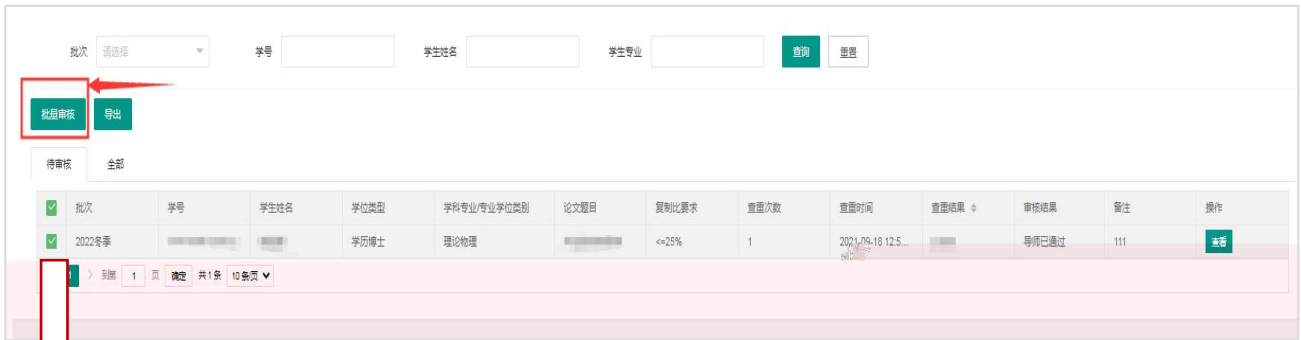 批次 请选择 学号 学生姓名 学生专业 查询 重置
批量审核 导出
待审核 全部
批次 学号 学生姓名 学位类型 学科专业/专业学位类别 论文题目 复制比要求 查重次数 查重时间 查重结果 审核结果 备注 操作
2022冬季 学历博士 理论物理 <=25% 1 2021-09-18 12:5... 导师已通过 111 查看
1 到第 1 页 确定 共1条 10条/页